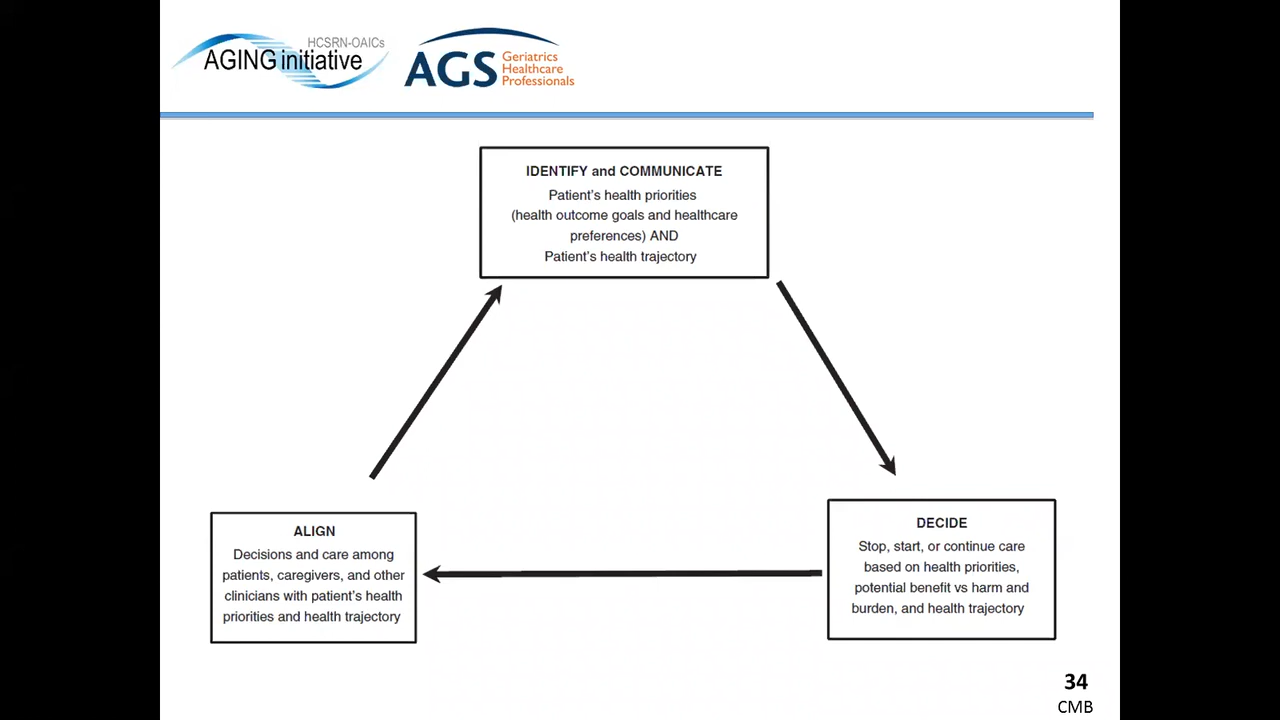 HCSRN-OAICs
AGING initiative
AGS
Geriatrics
Healthcare
Professionals
IDENTIFY and COMMUNICATE
Patient's health priorities
(health outcome goals and healthcare
preferences) AND
Patient's health trajectory
ALIGN
Decisions and care among
patients, caregivers, and other
clinicians with patient's health
priorities and health trajectory
DECIDE
Stop, start, or continue care
based on health priorities,
potential benefit vs harm and
burden, and health trajectory
34
CMB